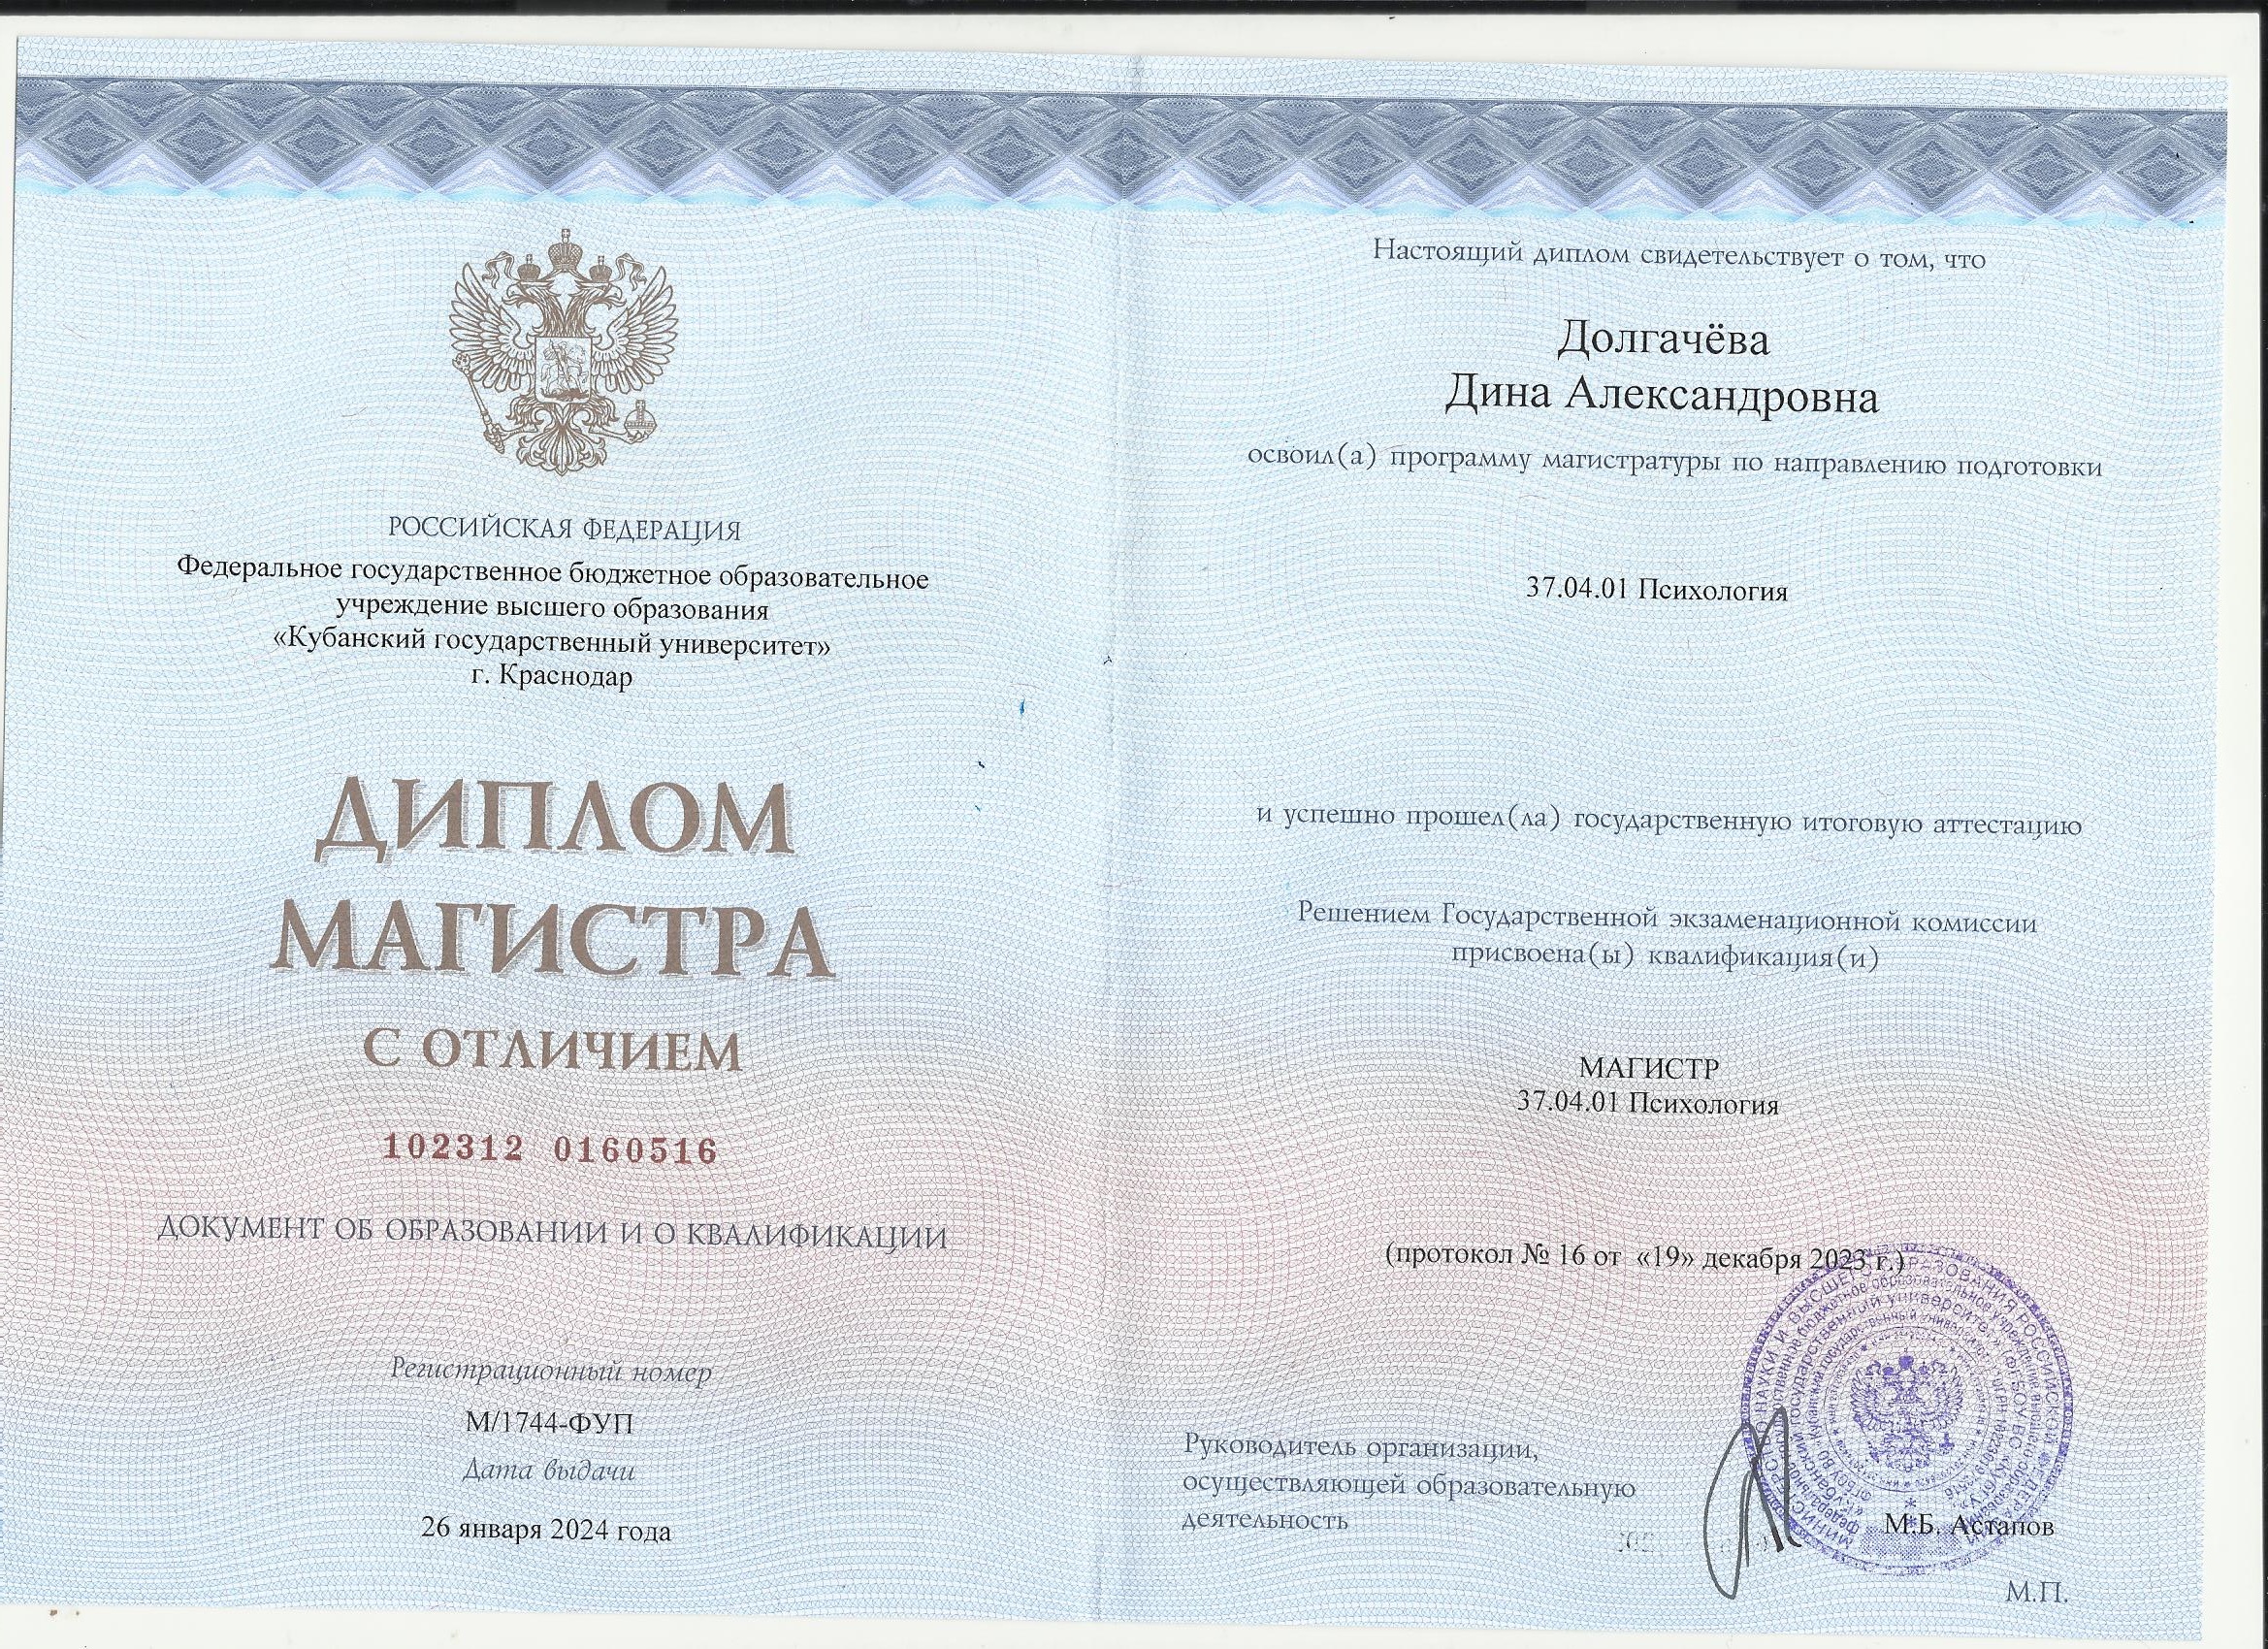 РОССИЙСКАЯ ФЕДЕРАЦИЯ
Федеральное государственное бюджетное образовательное
учреждение высшего образования
«Кубанский государственный университет»
г. Краснодар
ДИПЛОМ
МАГИСТРА
С ОТЛИЧИЕМ
102312 0160516
ДОКУМЕНТ ОБ ОБРАЗОВАНИИ И О КВАЛИФИКАЦИИ
Регистрационный номер
М/1744-ФУП
Дата выдачи
26 января 2024 года
Настоящий диплом свидетельствует о том, что
Долгачёва
Дина Александровна
освоил(а) программу магистратуры по направлению подготовки
37.04.01 Психология
и успешно прошел(ла) государственную итоговую аттестацию
Решением Государственной экзаменационной комиссии
присвоена(ы) квалификация(и)
МАГИСТР
37.04.01 Психология
(протокол № 16 от «19» декабря 2023 г.)
Руководитель организации,
осуществляющей образовательную
деятельность
М.Б. Астапов
М.П.